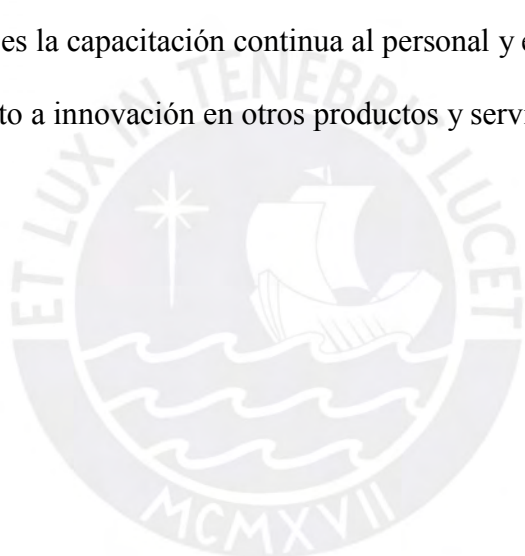 es la capacitación continua al personal y
to a innovación en otros productos y servi
ET LUX IN TENEBRIS LUCET
MCMXVII